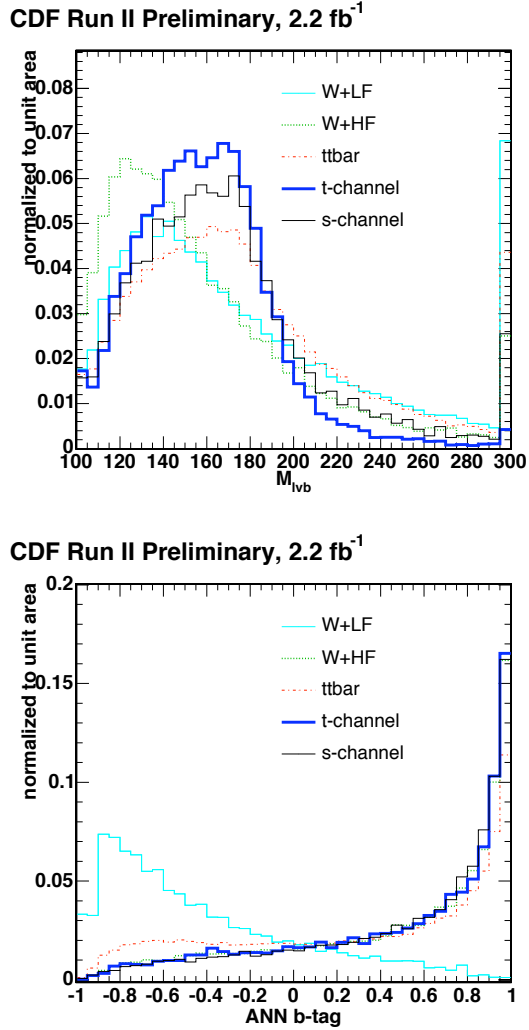 CDF Run II Preliminary, 2.2 fb⁻¹
normalized to unit area
0.08
0.07
0.06
0.05
0.04
0.03
0.02
0.01
0
W+LF
W+HF
ttbar
t-channel
s-channel
100 120 140 160 180 200 220 240 260 280 300
M_lvb
CDF Run II Preliminary, 2.2 fb⁻¹
normalized to unit area
0.2
0.15
0.1
0.05
0
W+LF
W+HF
ttbar
t-channel
s-channel
-1 -0.8 -0.6 -0.4 -0.2 0 0.2 0.4 0.6 0.8 1
ANN b-tag